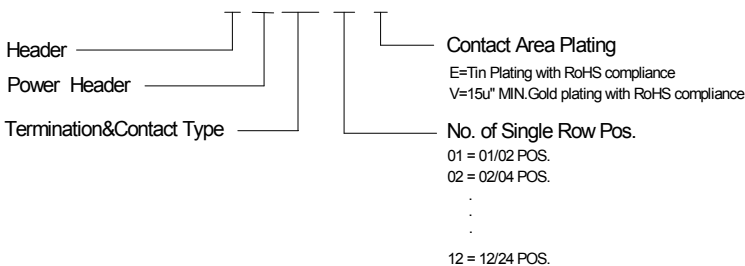 Header
Power Header
Termination&Contact Type
Contact Area Plating
E=Tin Plating with RoHS compliance
V=15u" MIN.Gold plating with RoHS compliance
No. of Single Row Pos.
01 = 01/02 POS.
02 = 02/04 POS.
.
.
.
12 = 12/24 POS.